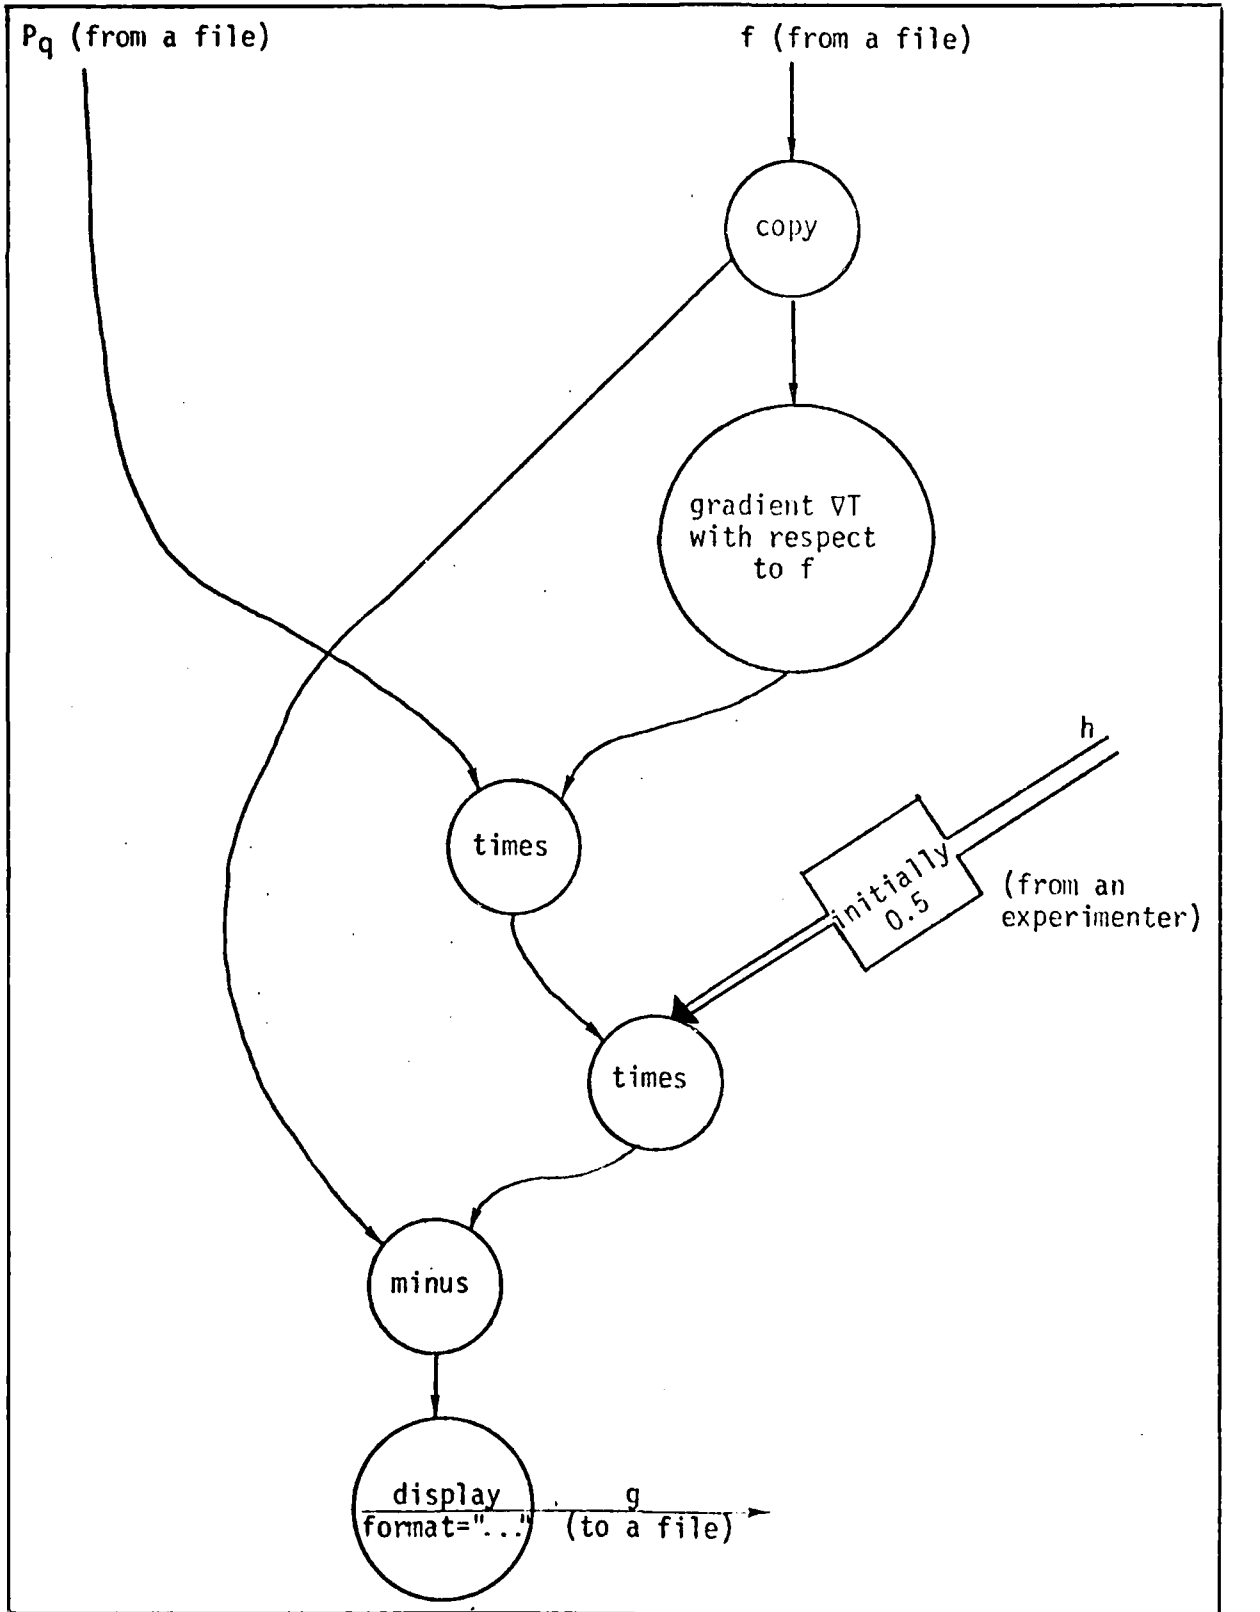 Pq (from a file)
f (from a file)
copy
gradient ∇T
with respect
to f
h
times
initially
0.5
(from an
experimenter)
times
minus
display
format="..."
g
(to a file)